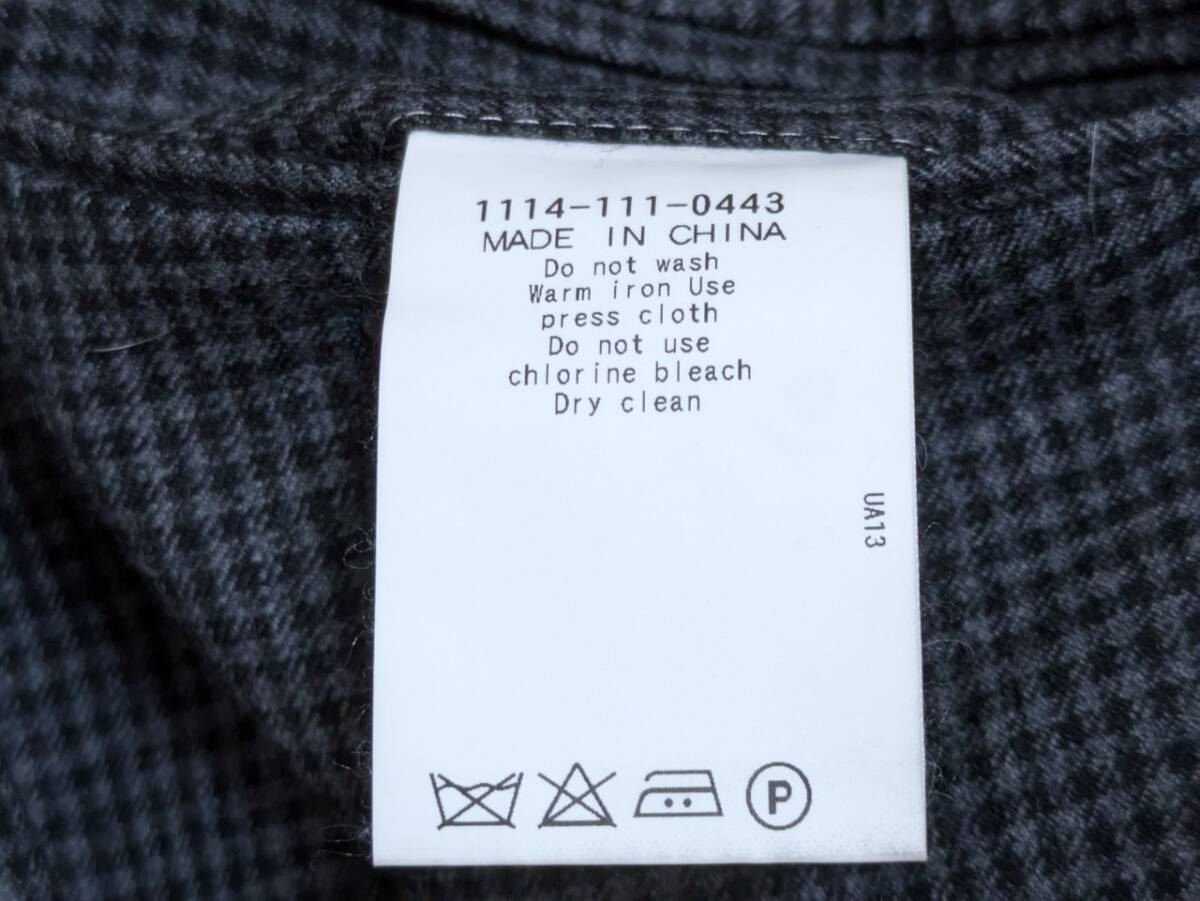 1114-111-0443
MADE IN CHINA
Do not wash
Warm iron Use
press cloth
Do not use
chlorine bleach
Dry clean
UA13
P